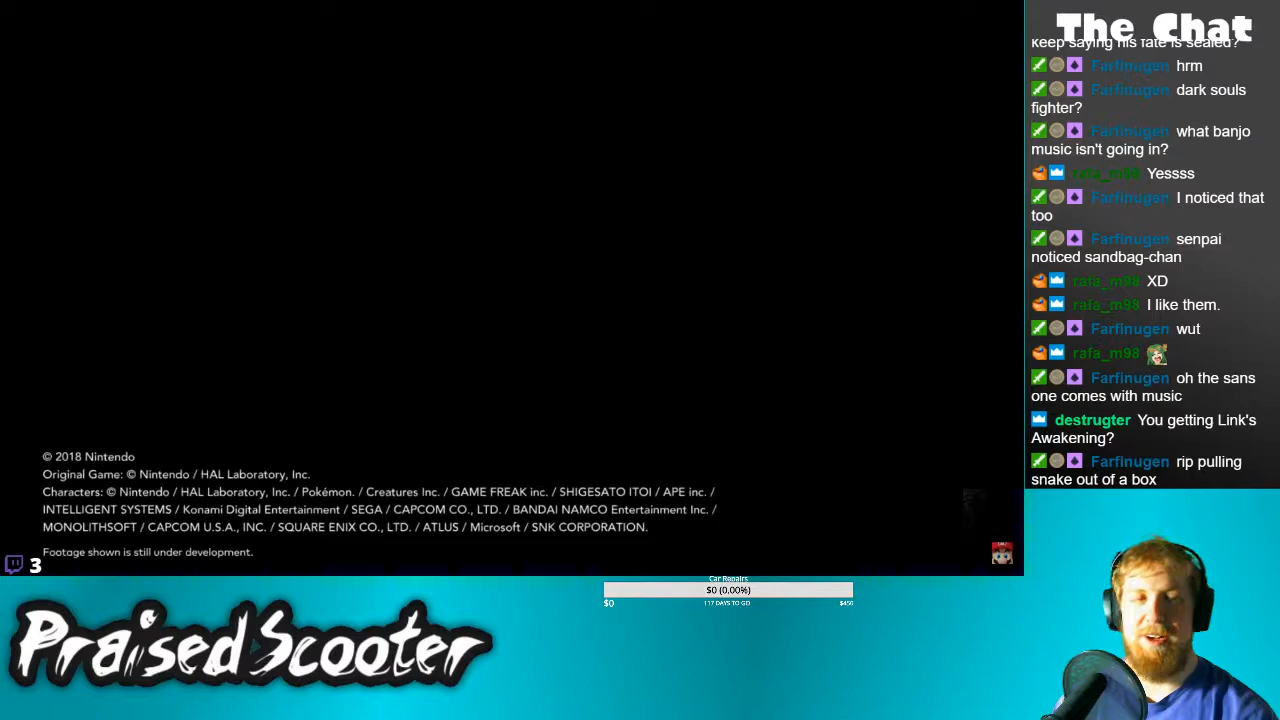 The Chat
keep saying his fate is sealed?
Farfinugen hrm
Farfinugen dark souls
fighter?
Farfinugen what banjo
music isn't going in?
rafa_m98 Yessss
Farfinugen I noticed that
too
Farfinugen senpai
noticed sandbag-chan
rafa_m98 XD
rafa_m98 I like them.
Farfinugen wut
rafa_m98
Farfinugen oh the sans
one comes with music
destrugter You getting Link's
Awakening?
Farfinugen rip pulling
snake out of a box
© 2018 Nintendo
Original Game: © Nintendo / HAL Laboratory, Inc.
Characters: © Nintendo / HAL Laboratory, Inc. / Pokémon. / Creatures Inc. / GAME FREAK inc. / SHIGESATO ITOI / APE inc. /
INTELLIGENT SYSTEMS / Konami Digital Entertainment / SEGA / CAPCOM CO., LTD. / BANDAI NAMCO Entertainment Inc. /
MONOLITHSOFT / CAPCOM U.S.A., INC. / SQUARE ENIX CO., LTD. / ATLUS / Microsoft / SNK CORPORATION.
Footage shown is still under development.
3
Car Repairs
$0 (0.00%)
$0 117 DAYS TO GO $450
Praised Scooter